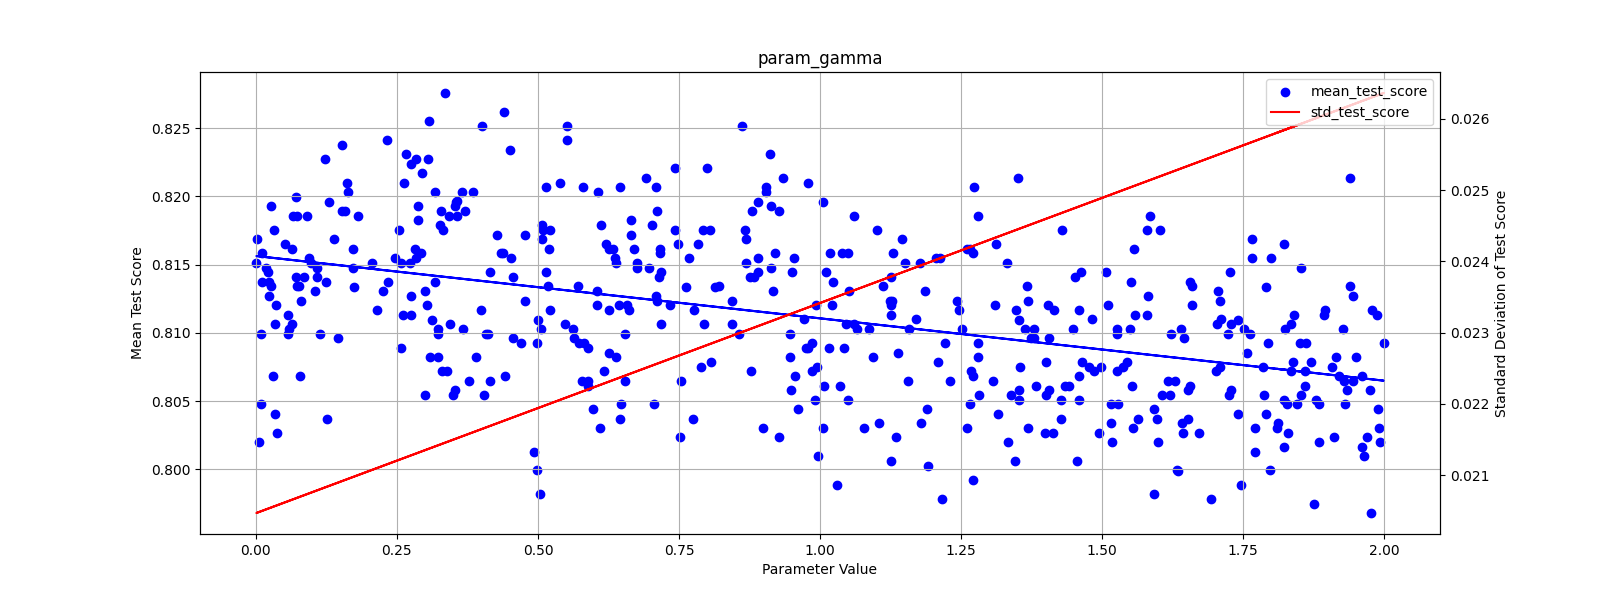 param_gamma
mean_test_score
std_test_score
0.825
0.820
0.815
0.810
0.805
0.800
Mean Test Score
0.026
0.025
0.024
0.023
0.022
0.021
Standard Deviation of Test Score
0.00 0.25 0.50 0.75 1.00 1.25 1.50 1.75 2.00
Parameter Value